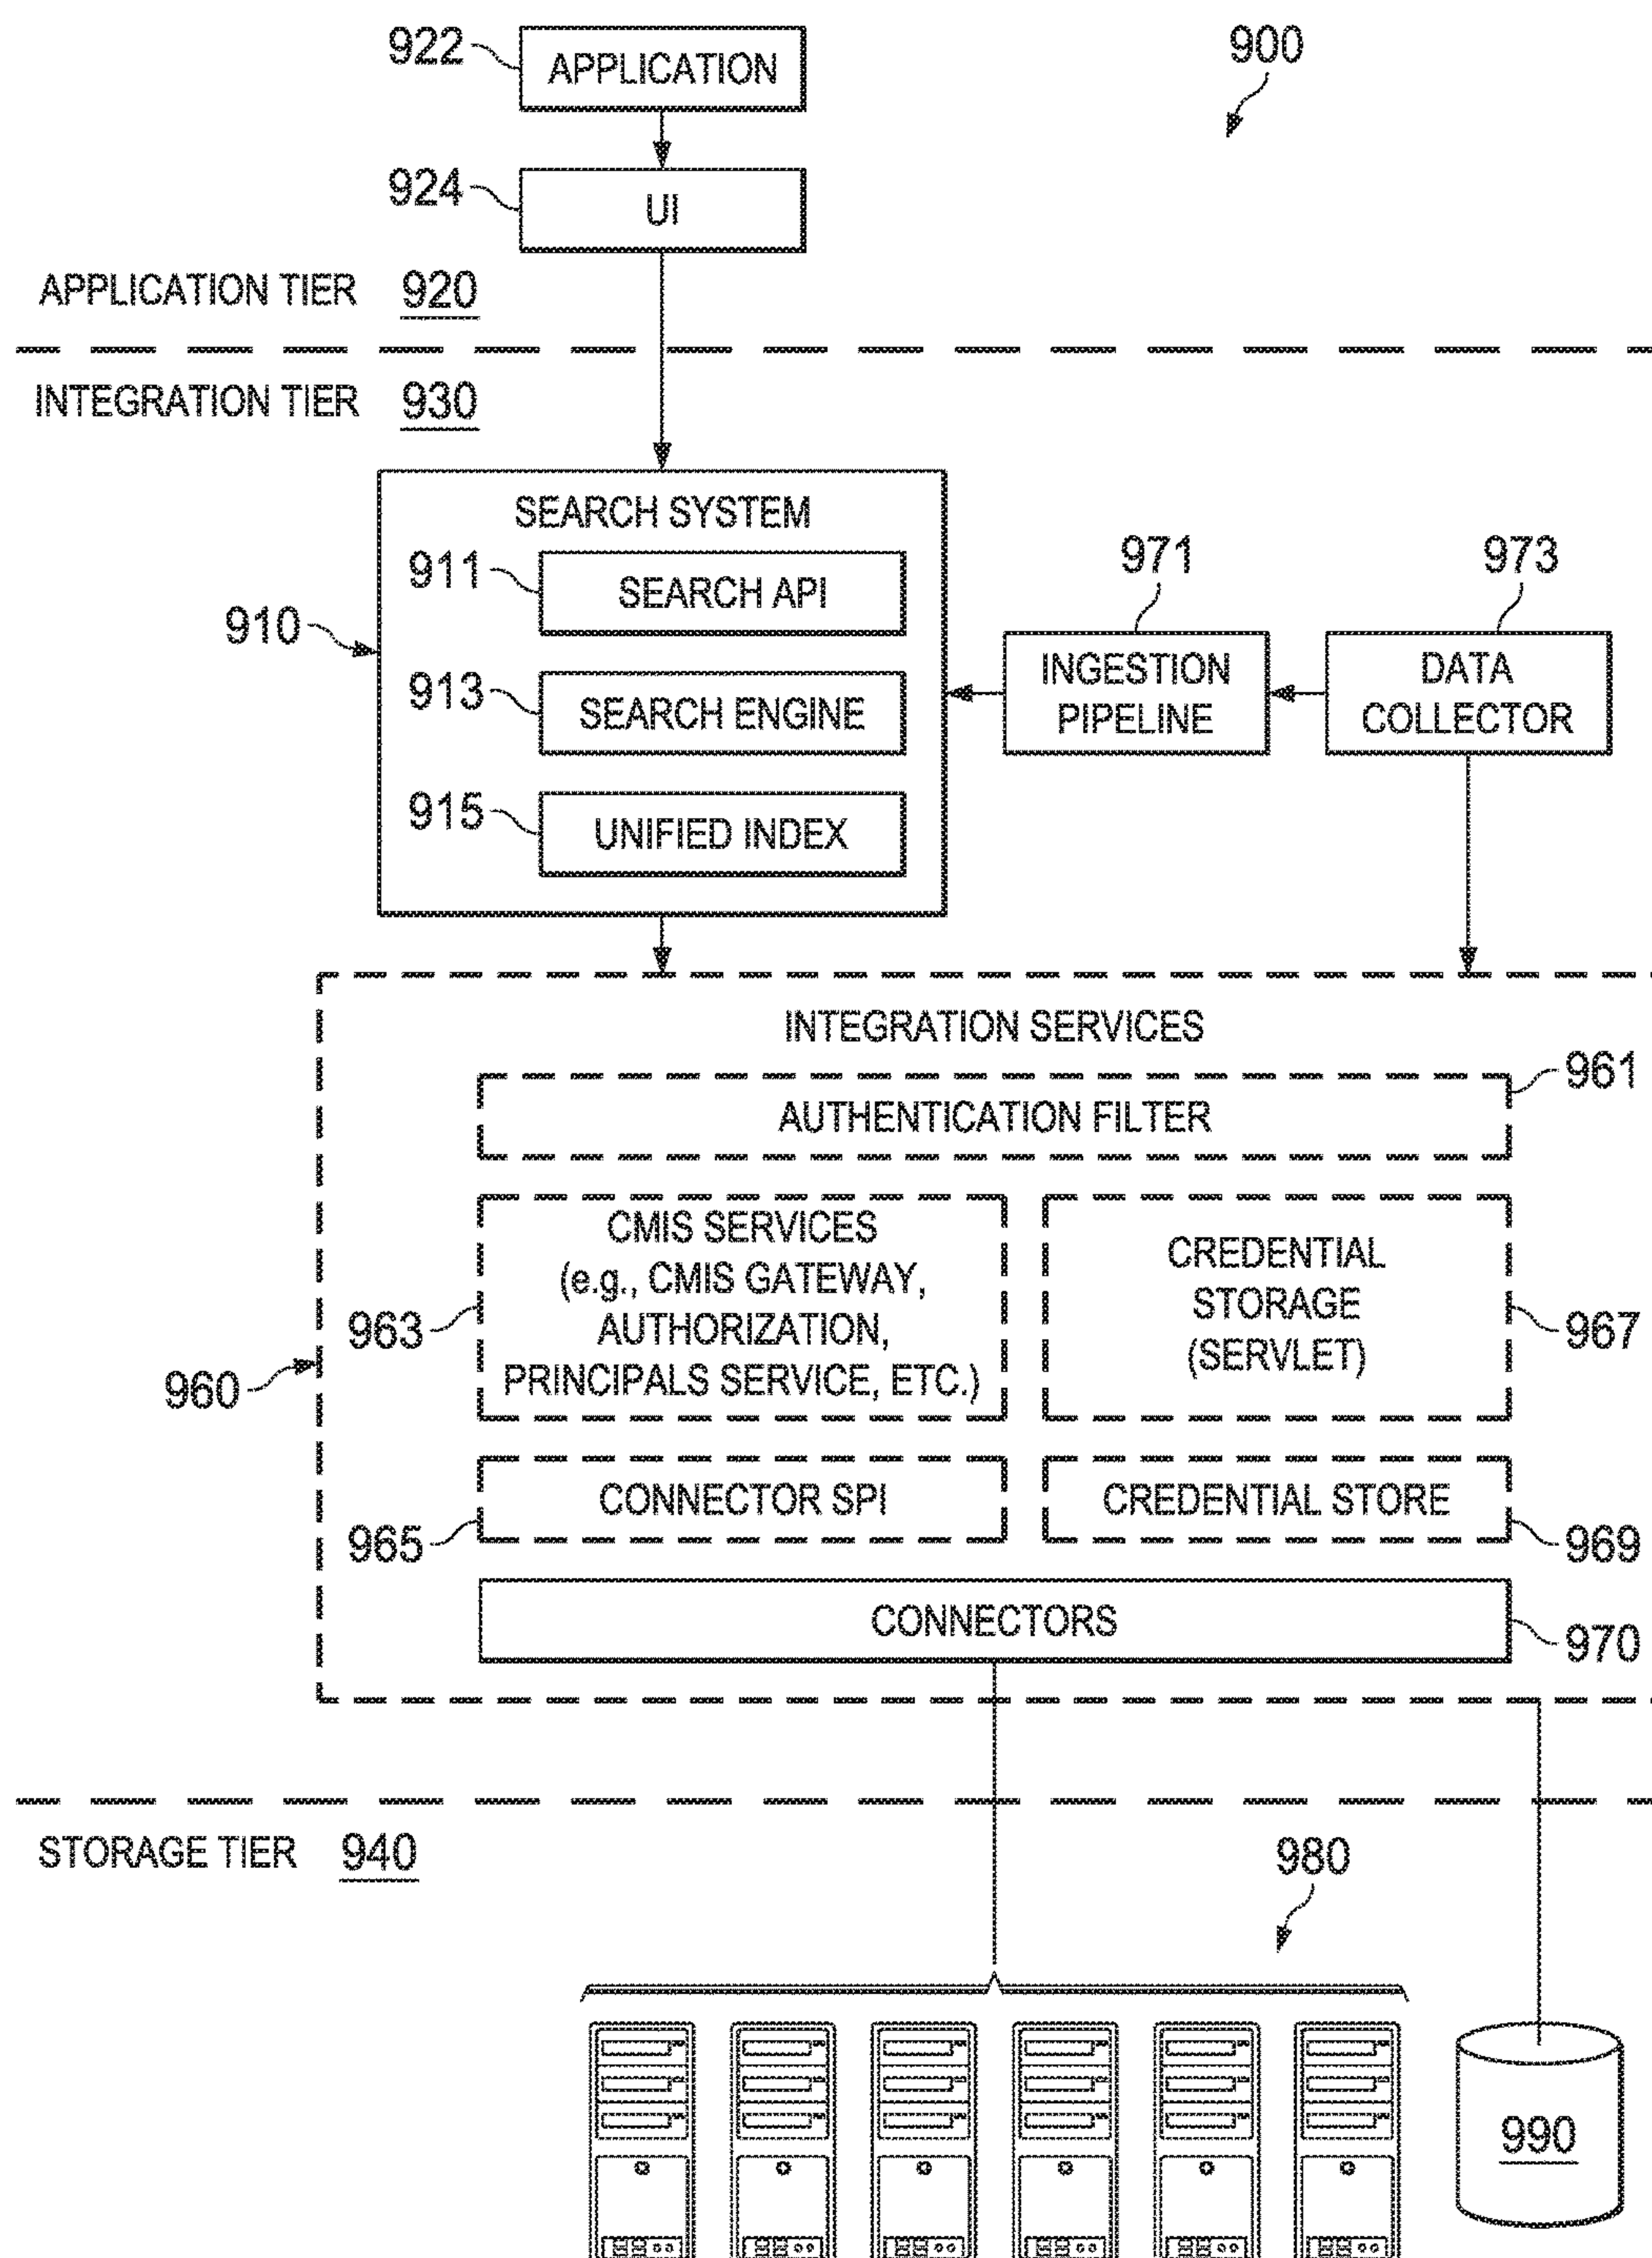 922
APPLICATION
900
924
UI
APPLICATION TIER 920
INTEGRATION TIER 930
SEARCH SYSTEM
911
SEARCH API
971
973
910
913
SEARCH ENGINE
INGESTION
PIPELINE
DATA
COLLECTOR
915
UNIFIED INDEX
INTEGRATION SERVICES
961
AUTHENTICATION FILTER
CMIS SERVICES
(e.g., CMIS GATEWAY,
AUTHORIZATION,
PRINCIPALS SERVICE, ETC.)
963
CREDENTIAL
STORAGE
(SERVLET)
967
960
CONNECTOR SPI
965
CREDENTIAL STORE
969
CONNECTORS
970
STORAGE TIER 940
980
990